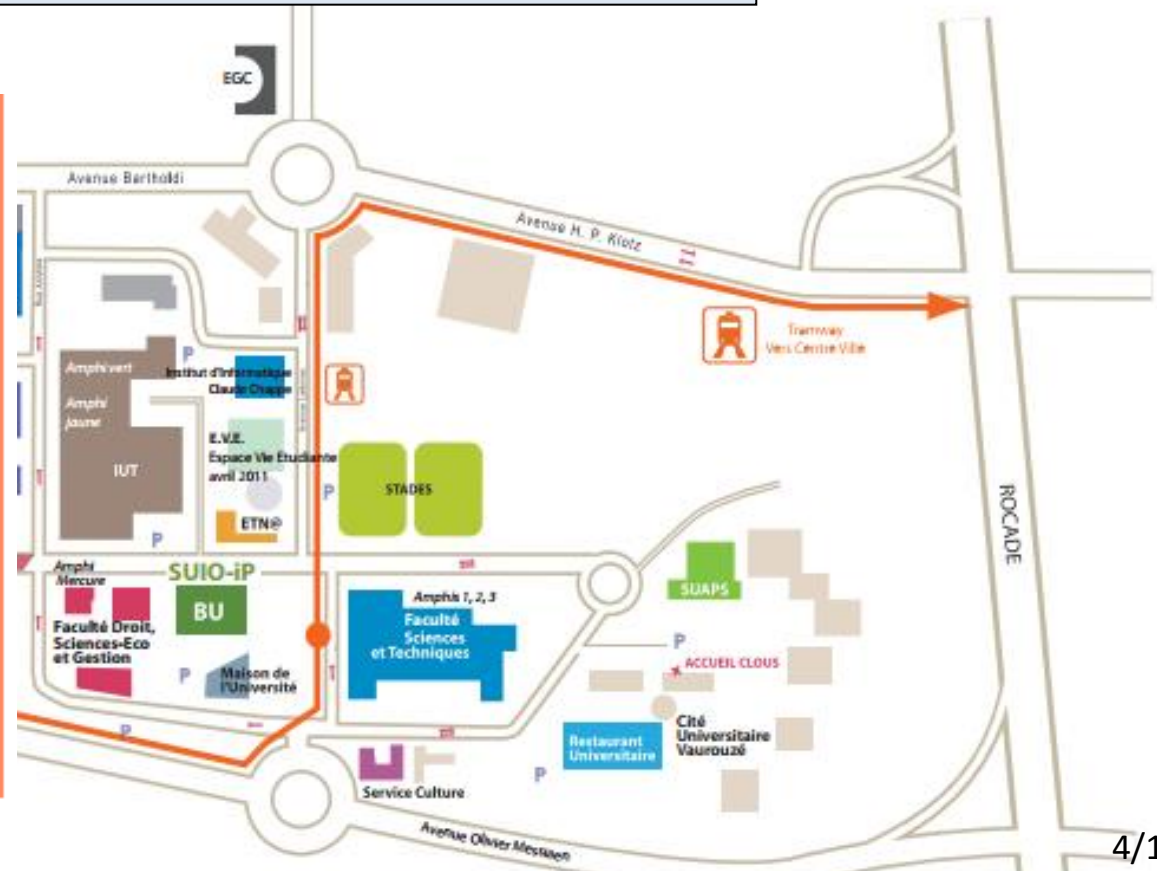 EGC
Avenue Bartholdi
Avenue H. P. Klotz
Tramway
Vers Centre Ville
Amphi vert
Amphi
jaune
IUT
P
Institut d'Informatique
Claude Chappe
E.V.E.
Espace Vie Etudiante
avril 2011
P
STADES
ETN@
P
ROCADE
Amphi
Mercure
SUIO-iP
BU
Faculté Droit,
Sciences-Eco
et Gestion
P
Maison de
l'Université
P
Amphis 1, 2, 3
Faculté
Sciences
et Techniques
SUAPS
P
ACCUEIL CLOUS
Cité
Universitaire
Vaurouzé
Restaurant
Universitaire
P
Service Culture
Avenue Olivier Messiaen
4/1